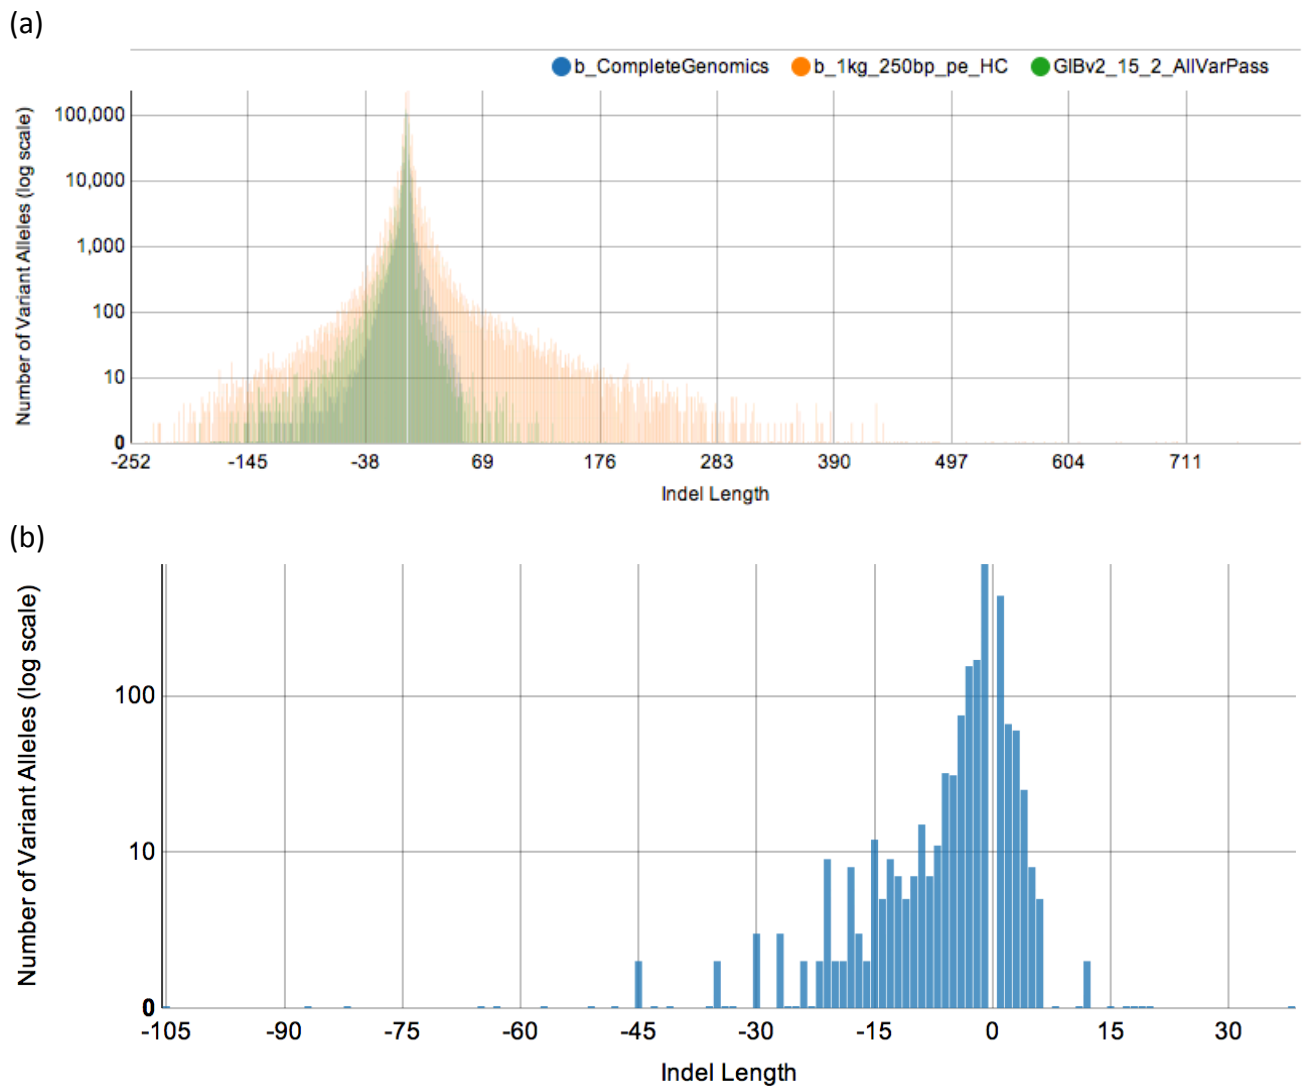 (a)
b_CompleteGenomics b_1kg_250bp_pe_HC GIBv2_15_2_AllVarPass
Number of Variant Alleles (log scale)
100,000
10,000
1,000
100
10
0
-252 -145 -38 69 176 283 390 497 604 711
Indel Length
(b)
Number of Variant Alleles (log scale)
100
10
0
-105 -90 -75 -60 -45 -30 -15 0 15 30
Indel Length